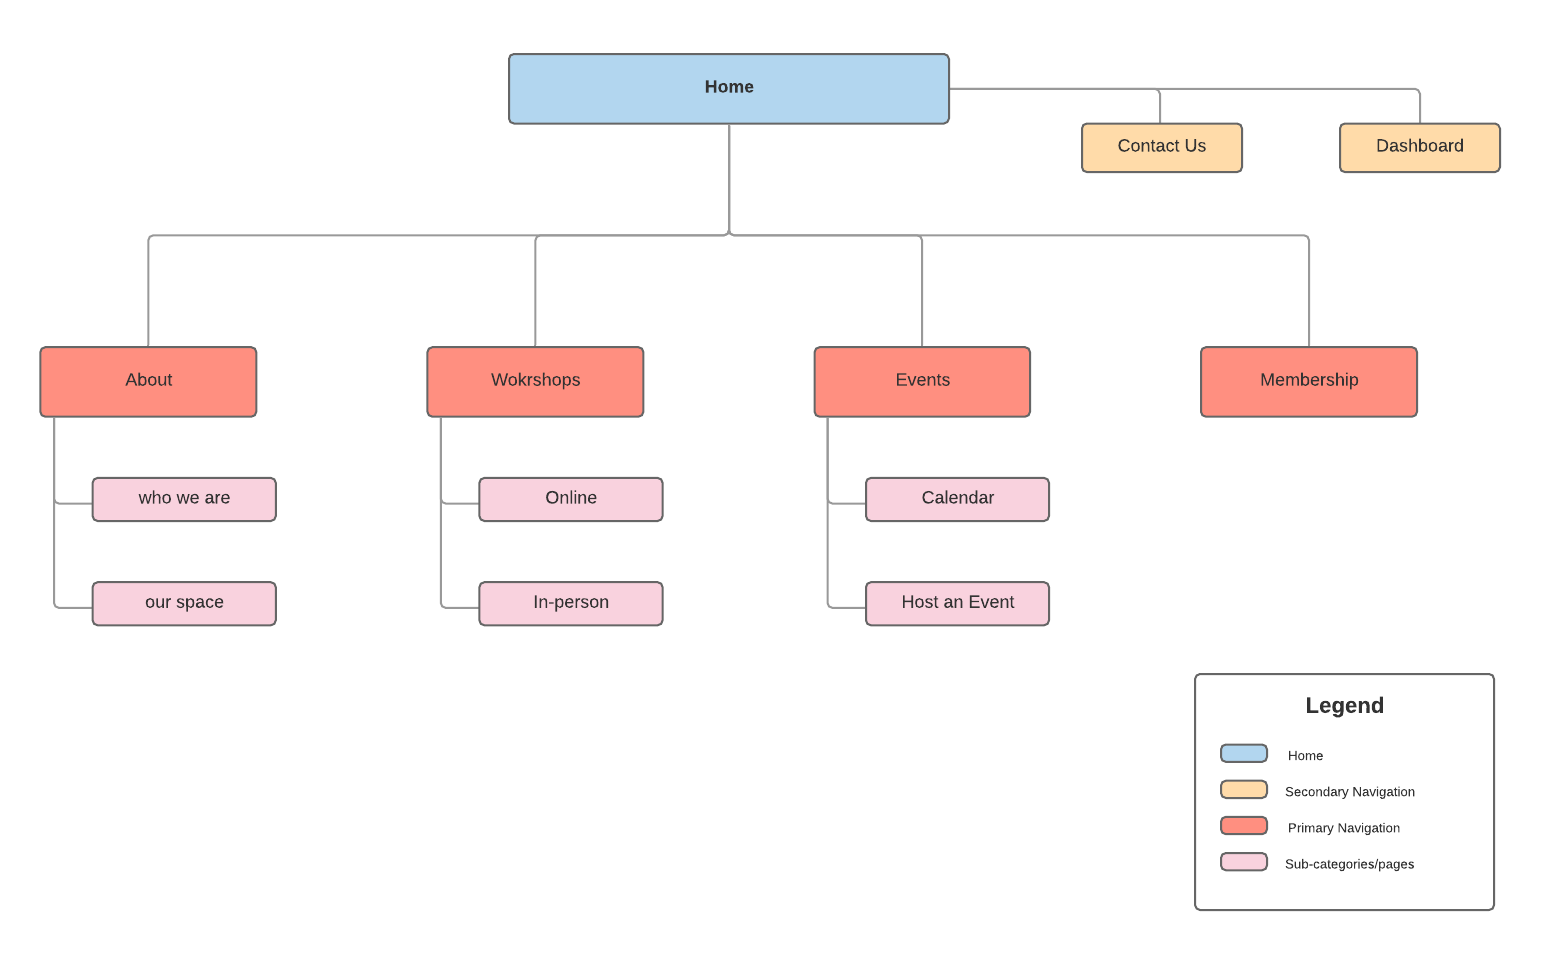 Home
Contact Us
Dashboard
About
Wokrshops
Events
Membership
who we are
Online
Calendar
our space
In-person
Host an Event
Legend
Home
Secondary Navigation
Primary Navigation
Sub-categories/pages